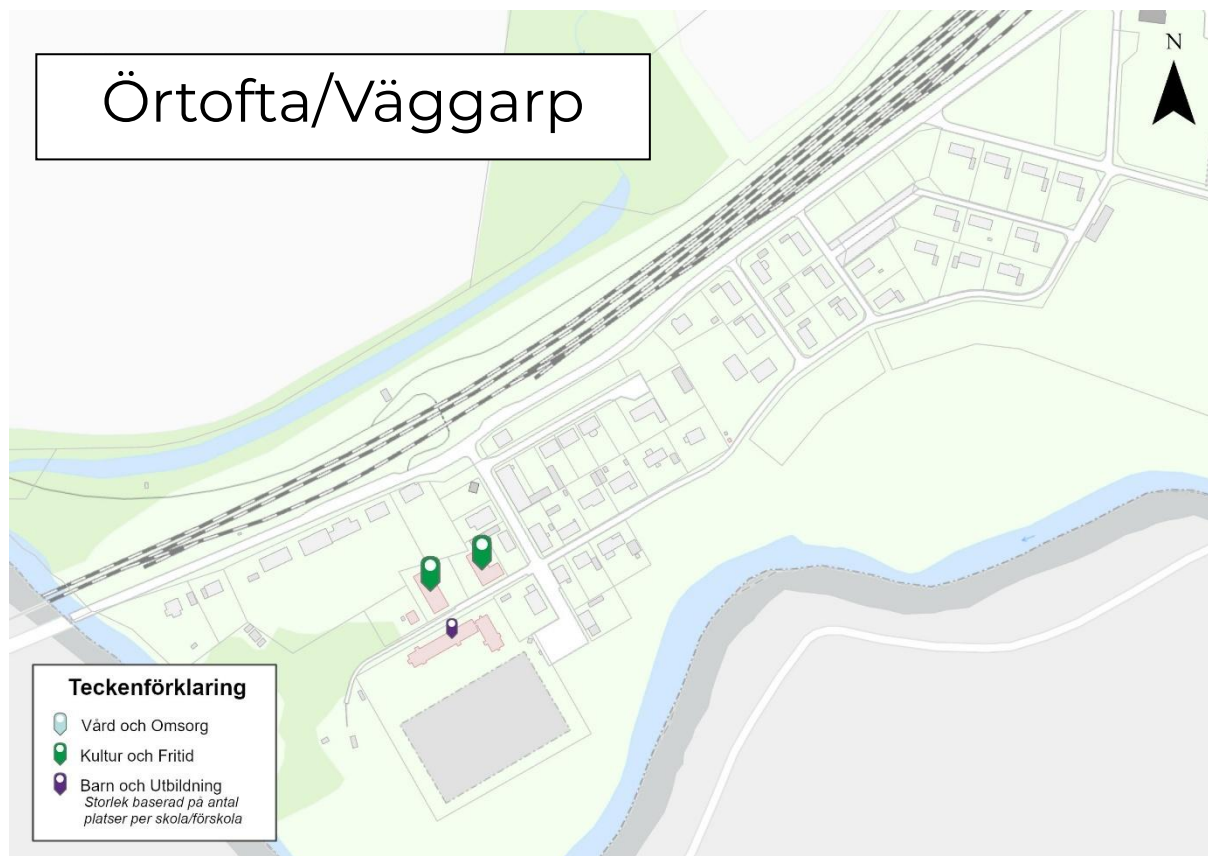 Örtofta/Väggarp
N
Teckenförklaring
Vård och Omsorg
Kultur och Fritid
Barn och Utbildning
Storlek baserad på antal
platser per skola/förskola